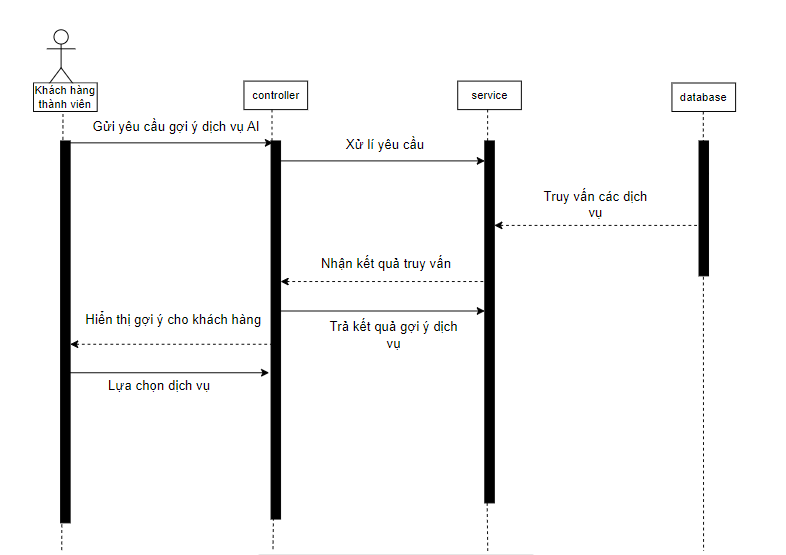 Khách hàng
thành viên
controller
service
database
Gửi yêu cầu gợi ý dịch vụ AI
Xử lí yêu cầu
Truy vấn các dịch
vụ
Nhận kết quả truy vấn
Hiển thị gợi ý cho khách hàng
Trả kết quả gợi ý dịch
vụ
Lựa chọn dịch vụ